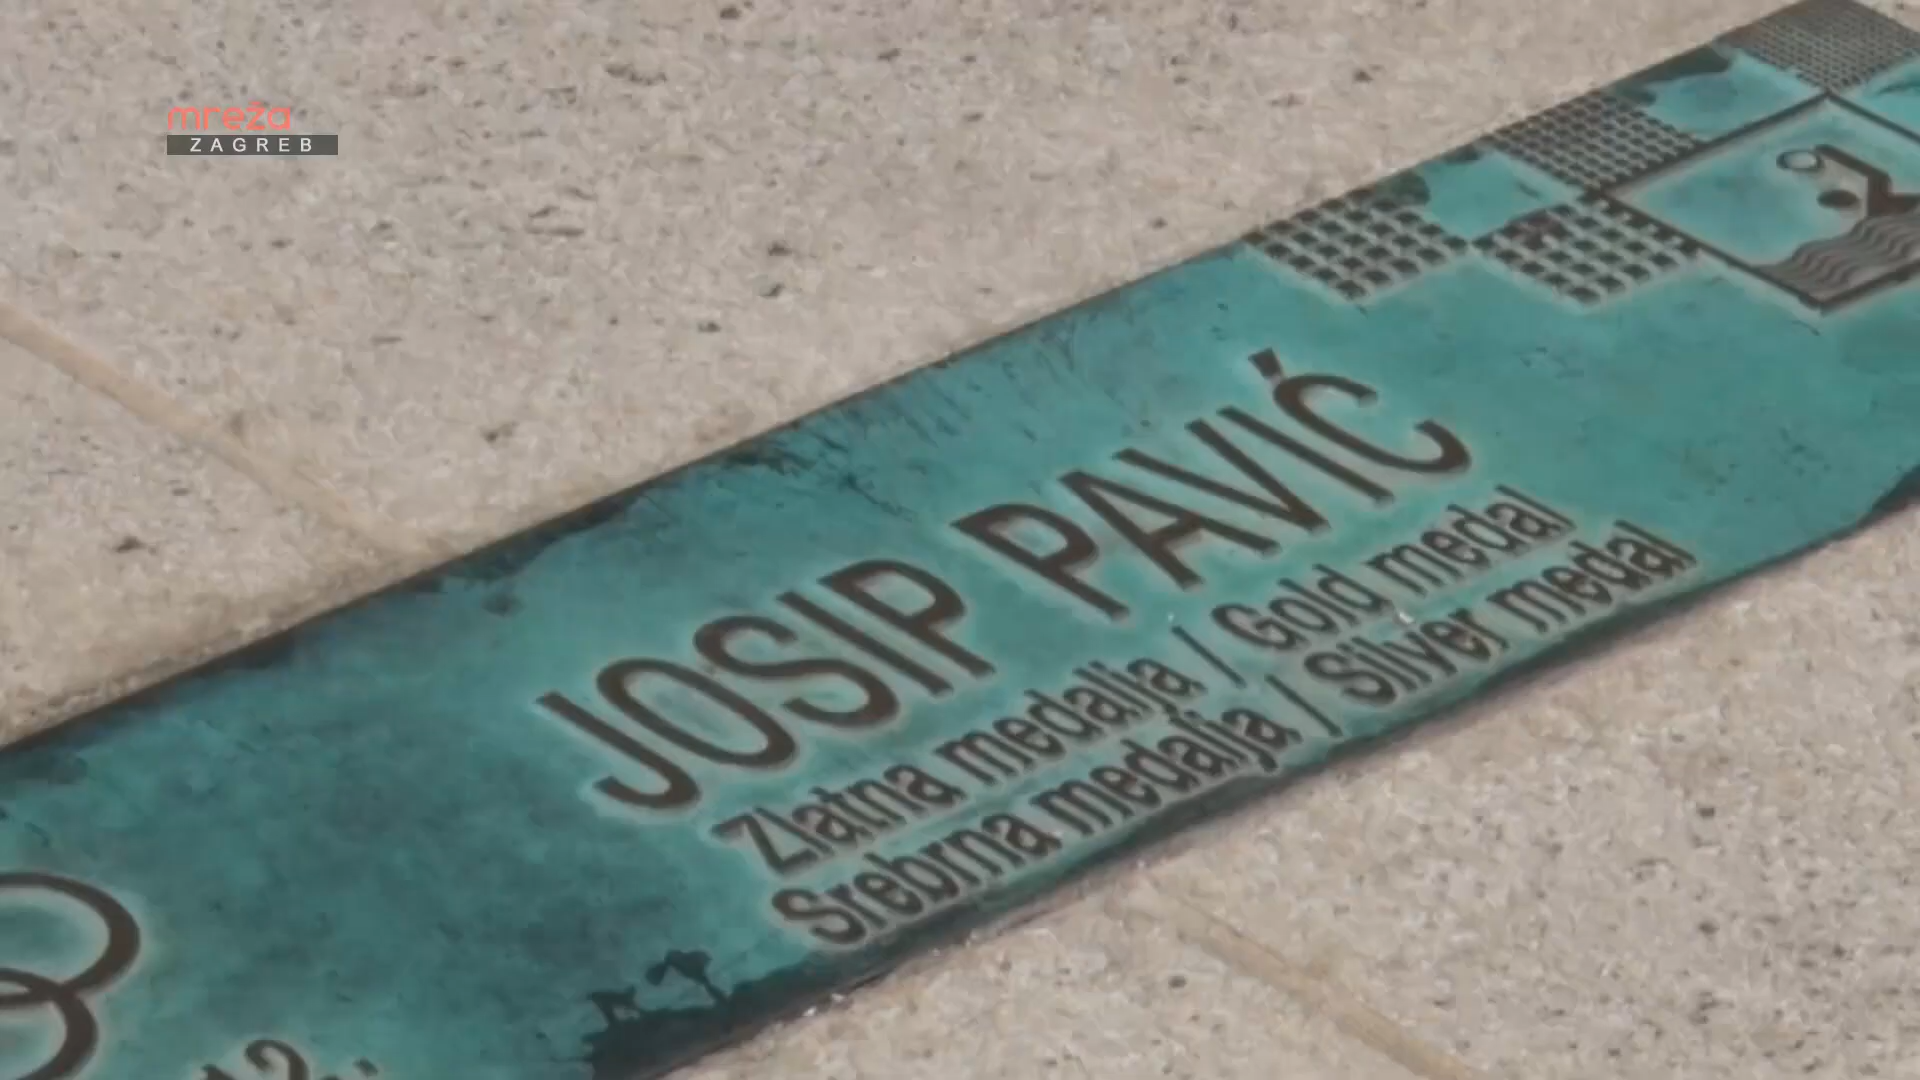 mreža
ZAGREB
JOSIP PAVIĆ
Zlatna medalja / Gold medal
Srebrna medalja / Silver medal